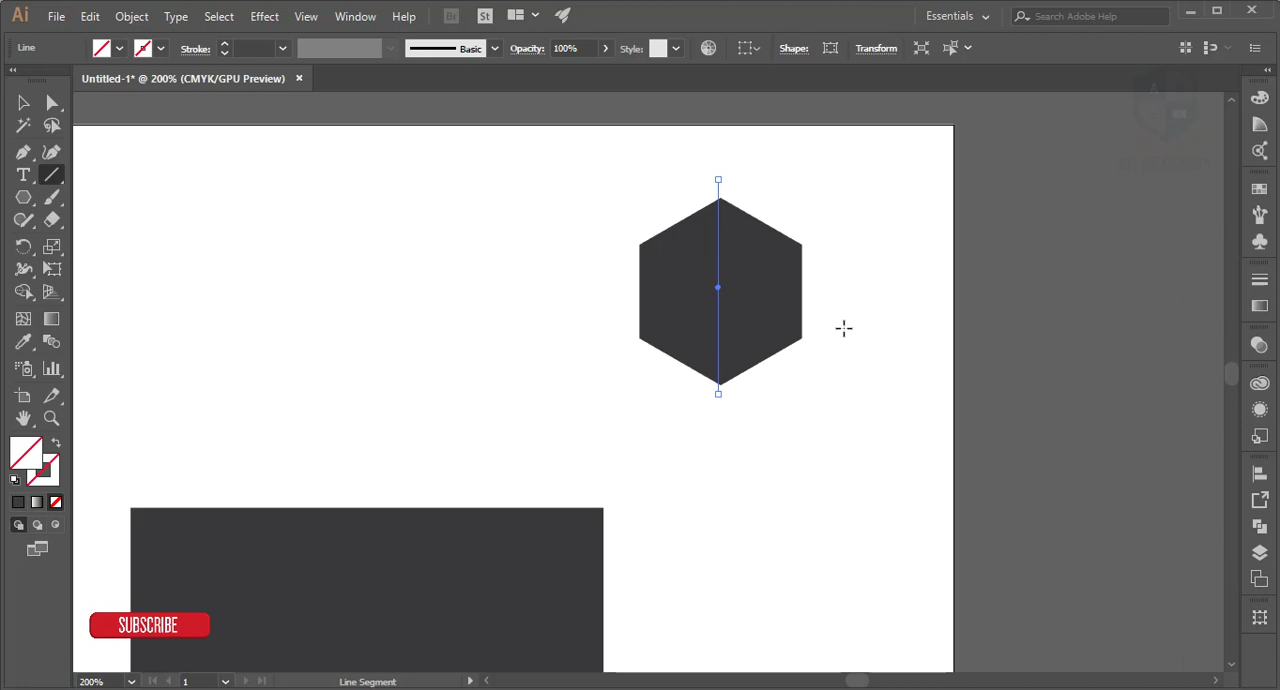 Ai File Edit Object Type Select Effect View Window Help Br St Essentials Search Adobe Help
Line Stroke: Basic Opacity: 100% Style: Shape: Transform
Untitled-1* @ 200% (CMYK/GPU Preview) ×
T
SUBSCRIBE
200% 1 Line Segment